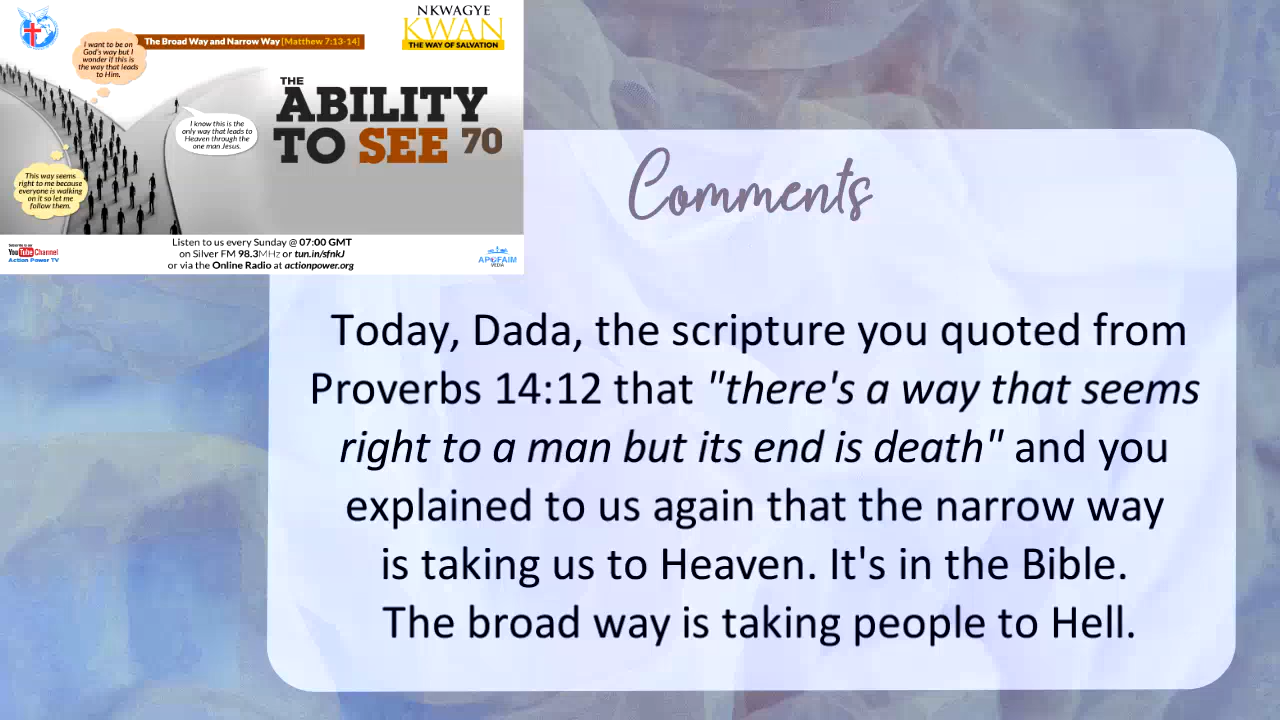 NKWAGYE
KWAN
THE WAY OF SALVATION
The Broad Way and Narrow Way [Matthew 7:13-14]
I want to be on
God's way but I
wonder if this is
the way that leads
to Him.
I know this is the
only way that leads to
Heaven through the
one man Jesus.
This way seems
right to me because
everyone is walking
on it so let me
follow them.
THE
ABILITY
TO SEE 70
Listen to us every Sunday @ 07:00 GMT
on Silver FM 98.3MHz or tun.in/sfnkJ
or via the Online Radio at actionpower.org
YouTube Channel
Action Power TV
MEDIA
Comments
Today, Dada, the scripture you quoted from
Proverbs 14:12 that "there's a way that seems
right to a man but its end is death" and you
explained to us again that the narrow way
is taking us to Heaven. It's in the Bible.
The broad way is taking people to Hell.